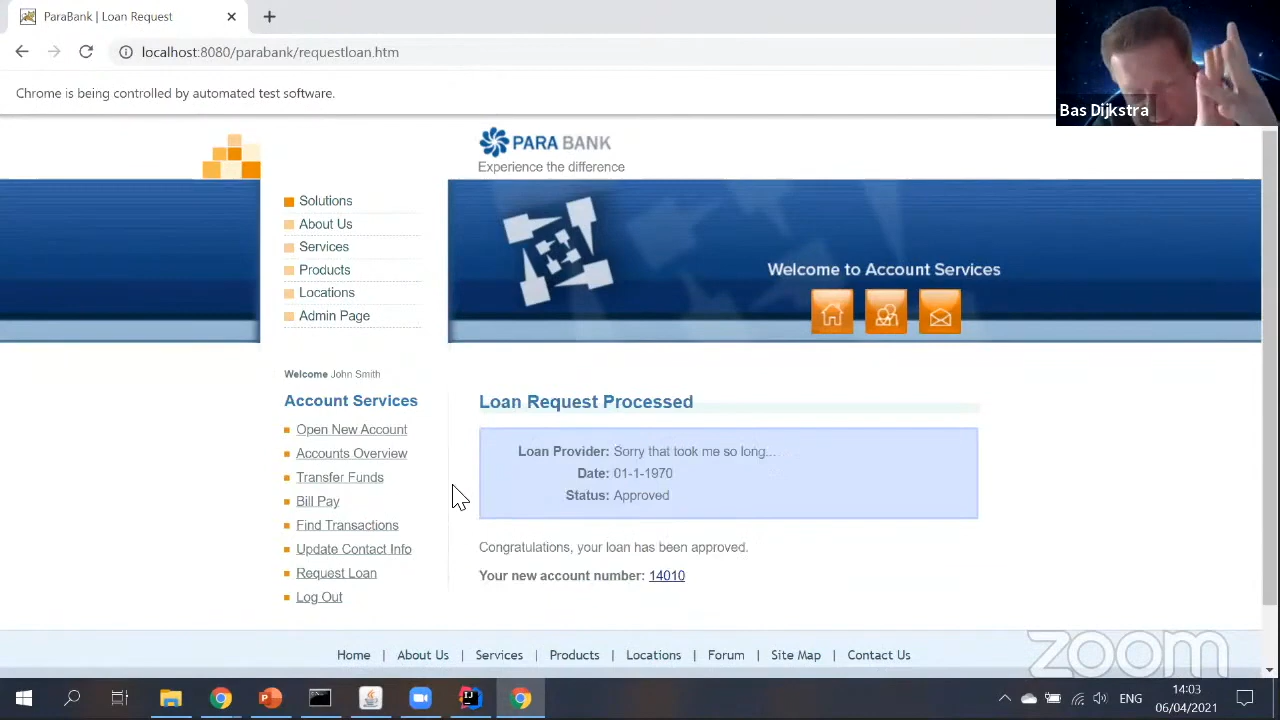 ParaBank | Loan Request
localhost:8080/parabank/requestloan.htm
Chrome is being controlled by automated test software.
Bas Dijkstra
PARA BANK
Experience the difference
Solutions
About Us
Services
Products
Locations
Admin Page
Welcome to Account Services
Welcome John Smith
Account Services
Open New Account
Accounts Overview
Transfer Funds
Bill Pay
Find Transactions
Update Contact Info
Request Loan
Log Out
Loan Request Processed
Loan Provider: Sorry that took me so long...
Date: 01-1-1970
Status: Approved
Congratulations, your loan has been approved.
Your new account number: 14010
Home | About Us | Services | Products | Locations | Forum | Site Map | Contact Us
zoom
ENG
14:03
06/04/2021